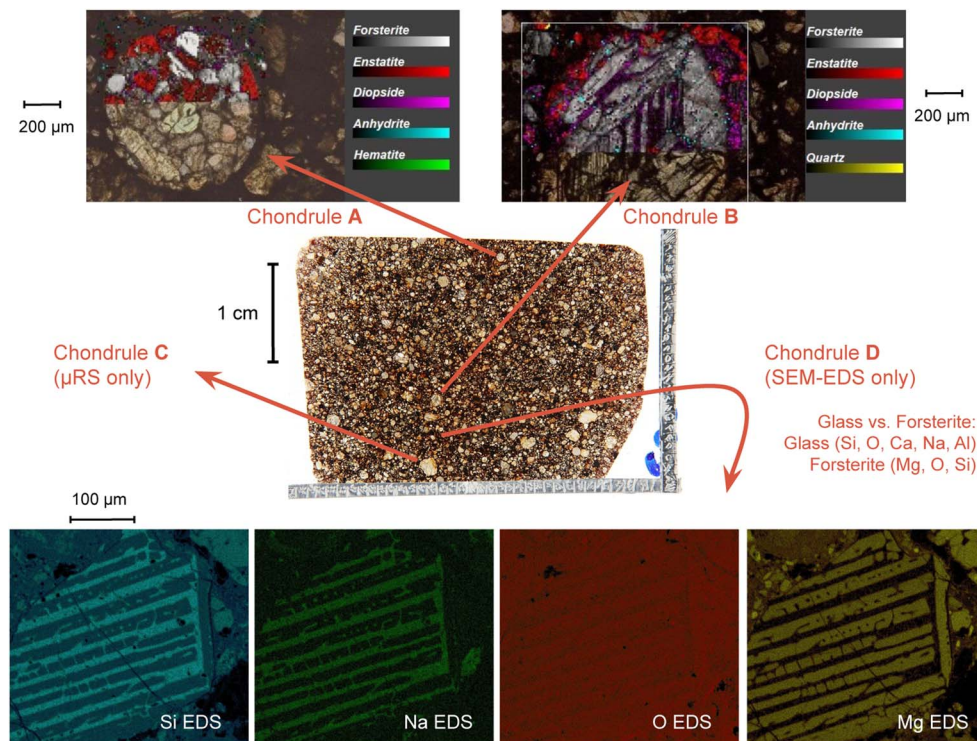 Forsterite
Enstatite
Diopside
Anhydrite
Hematite
200 µm
Chondrule A
Forsterite
Enstatite
Diopside
Anhydrite
Quartz
200 µm
Chondrule B
1 cm
Chondrule C
(µRS only)
Chondrule D
(SEM-EDS only)
Glass vs. Forsterite:
Glass (Si, O, Ca, Na, Al)
Forsterite (Mg, O, Si)
100 µm
Si EDS
Na EDS
O EDS
Mg EDS